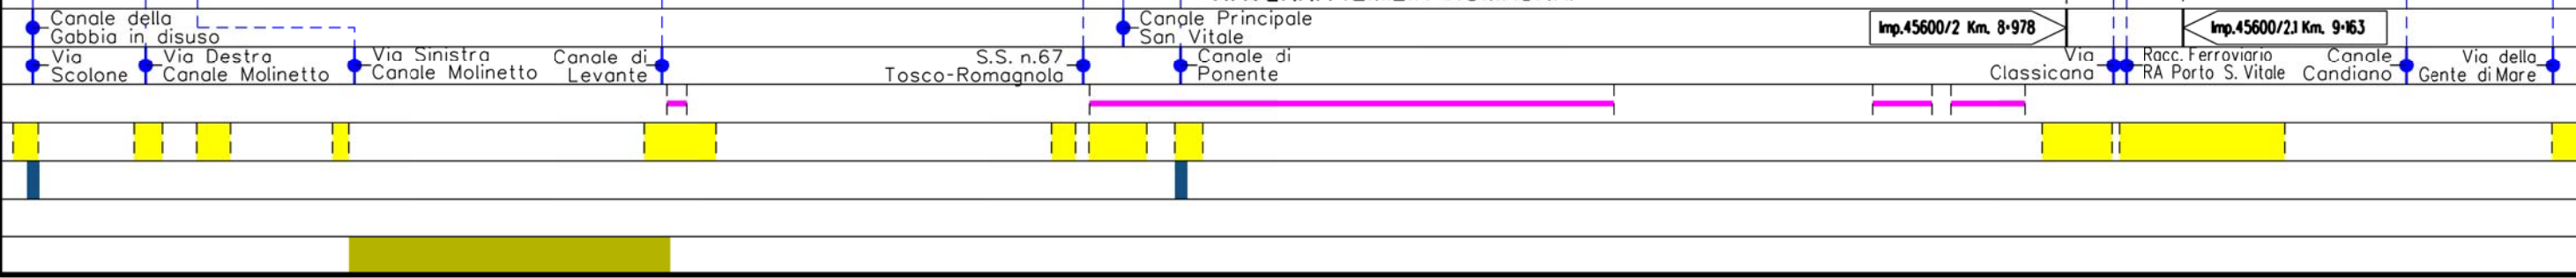 Canale della
Gabbia in disuso
Canale Principale
San Vitale
Imp.45600/2 Km. 8+978
Imp.45600/2.1 Km. 9+163
Via
Scolone
Via Destra
Canale Molinetto
Via Sinistra
Canale Molinetto
Canale di
Levante
S.S. n.67
Tosco-Romagnola
Canale di
Ponente
Via
Classicana
Racc. Ferroviario
RA Porto S. Vitale
Canale
Candiano
Via della
Gente di Mare